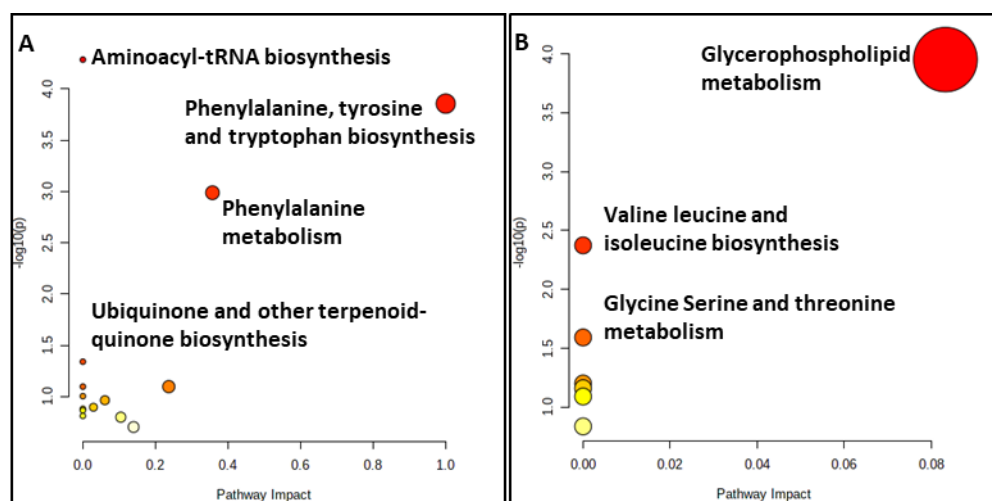 A
Aminoacyl-tRNA biosynthesis
Phenylalanine, tyrosine
and tryptophan biosynthesis
Phenylalanine
metabolism
Ubiquinone and other terpenoid-
quinone biosynthesis
-log10(p)
4.0
3.5
3.0
2.5
2.0
1.5
1.0
0.0
0.2
0.4
0.6
0.8
1.0
Pathway Impact
B
Glycerophospholipid
metabolism
Valine leucine and
isoleucine biosynthesis
Glycine Serine and threonine
metabolism
-log10(p)
4.0
3.5
3.0
2.5
2.0
1.5
1.0
0.00
0.02
0.04
0.06
0.08
Pathway Impact